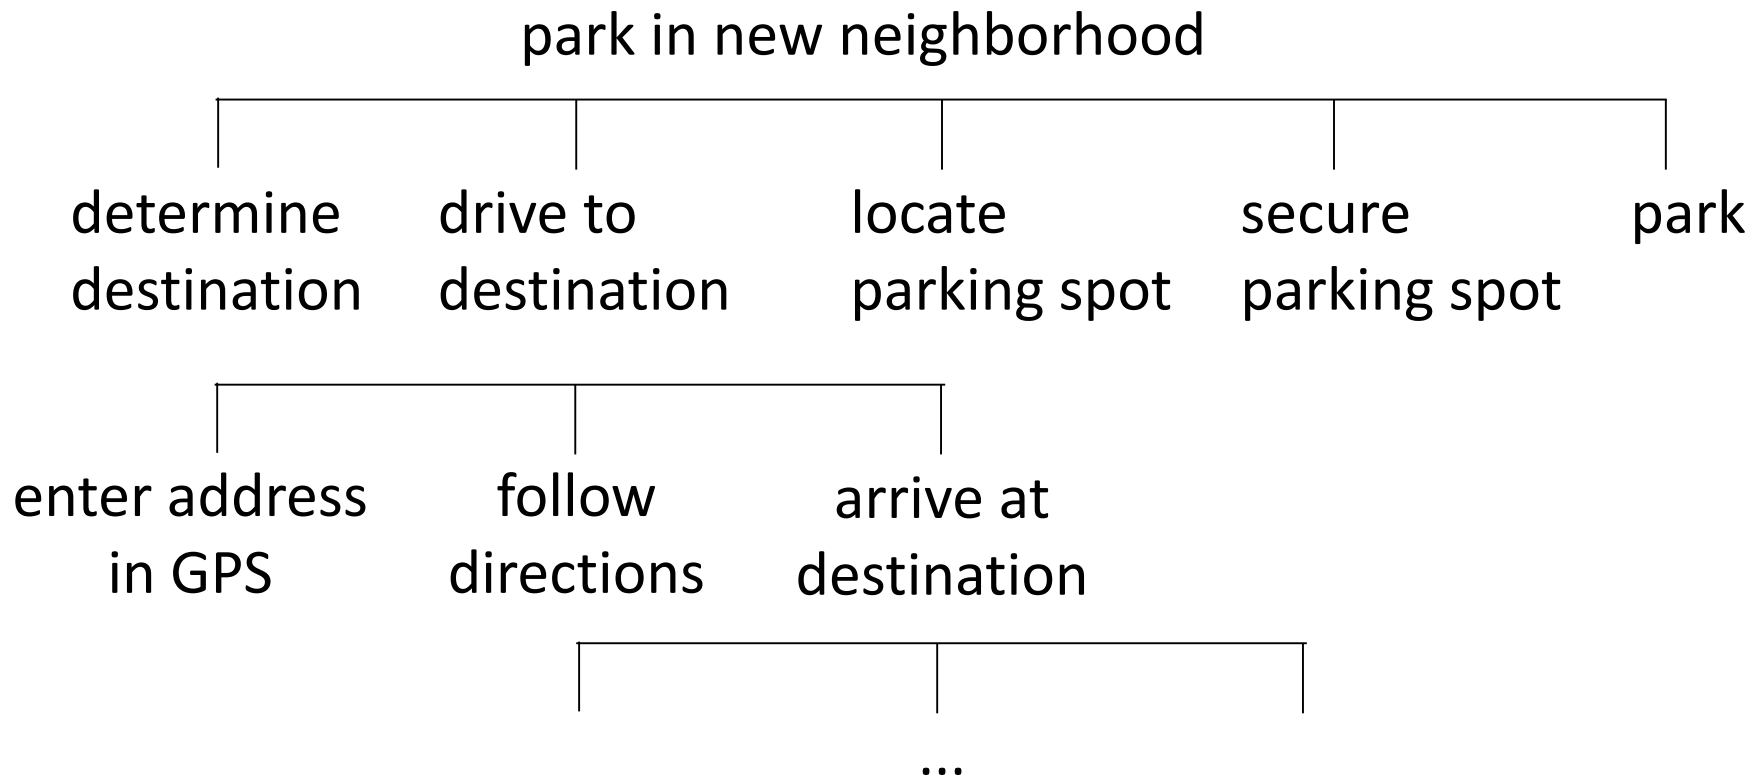 park in new neighborhood
determine
destination
drive to
destination
locate
parking spot
secure
parking spot
park
enter address
in GPS
follow
directions
arrive at
destination
...